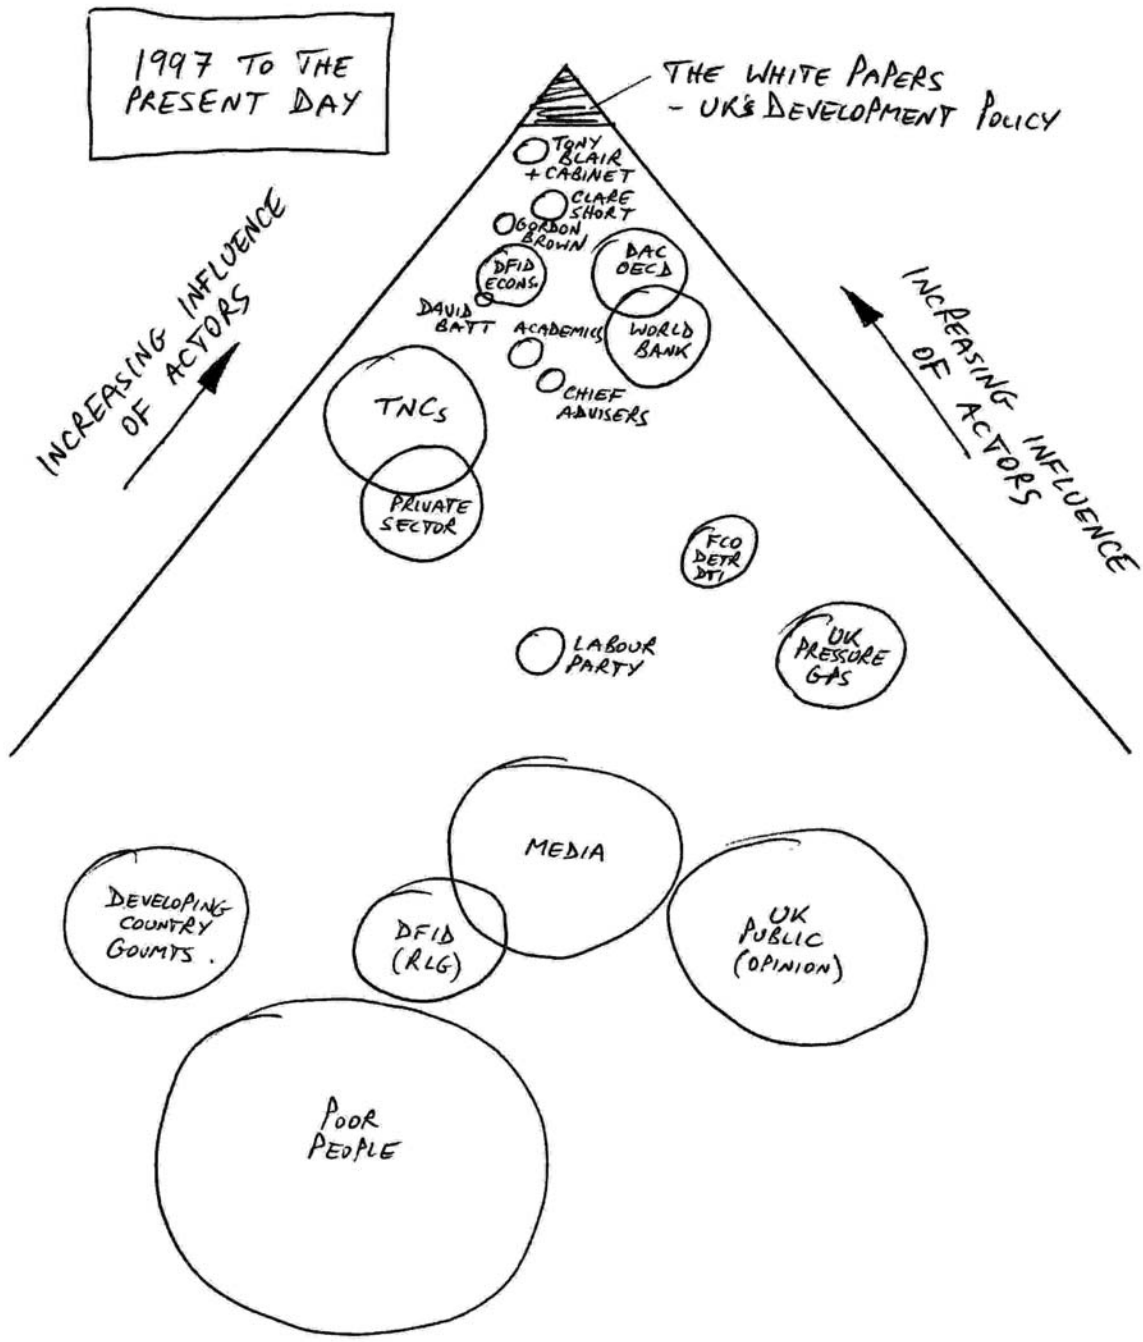 1997 TO THE
PRESENT DAY
THE WHITE PAPERS
- UK'S DEVELOPMENT POLICY
TONY
BLAIR
+ CABINET
CLARE
SHORT
GORDON
BROWN
DAC
OECD
DFID
ECONS.
DAVID
BATT
ACADEMICS
WORLD
BANK
CHIEF
ADVISERS
INCREASING INFLUENCE
OF ACTORS
INCREASING INFLUENCE
OF ACTORS
TNCs
PRIVATE
SECTOR
FCO
DETR
DTI
LABOUR
PARTY
UK
PRESSURE
GPS
MEDIA
DEVELOPING
COUNTRY
GOVMTS.
DFID
(RLG)
UK
PUBLIC
(OPINION)
POOR
PEOPLE